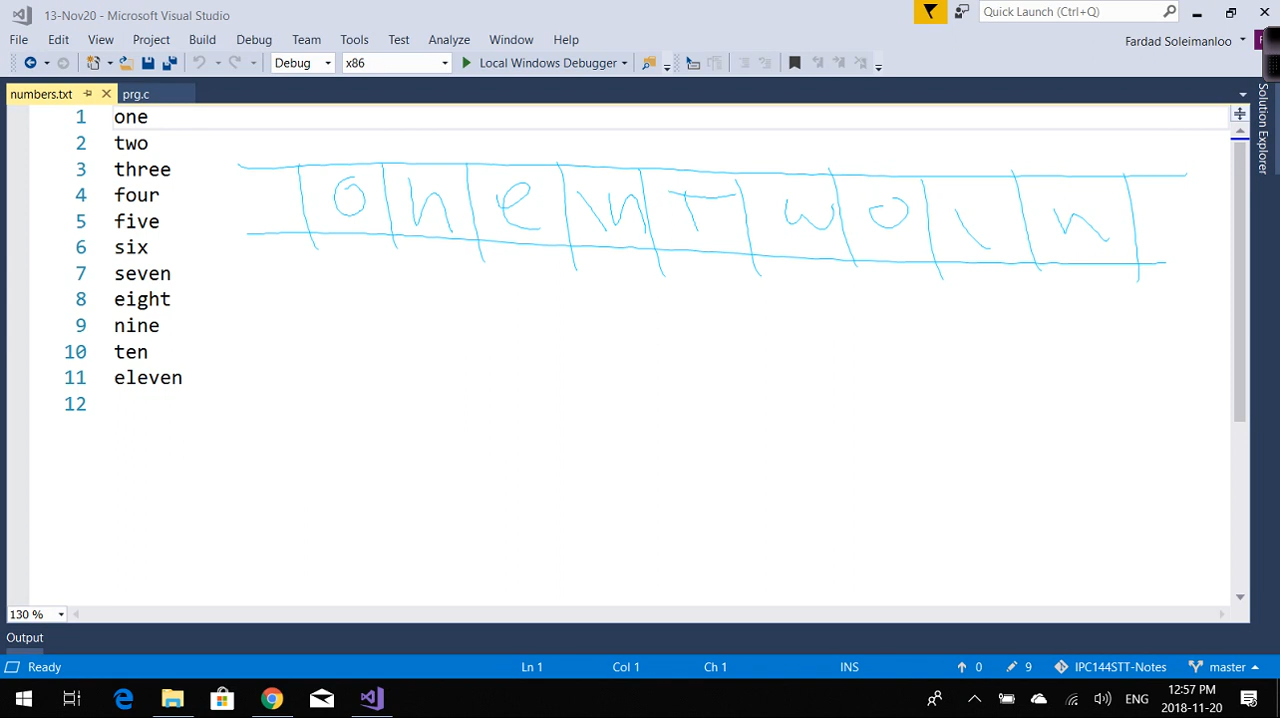 13-Nov20 - Microsoft Visual Studio
Quick Launch (Ctrl+Q)
File Edit View Project Build Debug Team Tools Test Analyze Window Help
Fardad Soleimanloo
Debug x86 Local Windows Debugger
numbers.txt prg.c
Solution Explorer
1 one
2 two
3 three
4 four
5 five
6 six
7 seven
8 eight
9 nine
10 ten
11 eleven
12
o n e \n T w o \ n
130 %
Output
Ready Ln 1 Col 1 Ch 1 INS 0 9 IPC144STT-Notes master
ENG 12:57 PM
2018-11-20